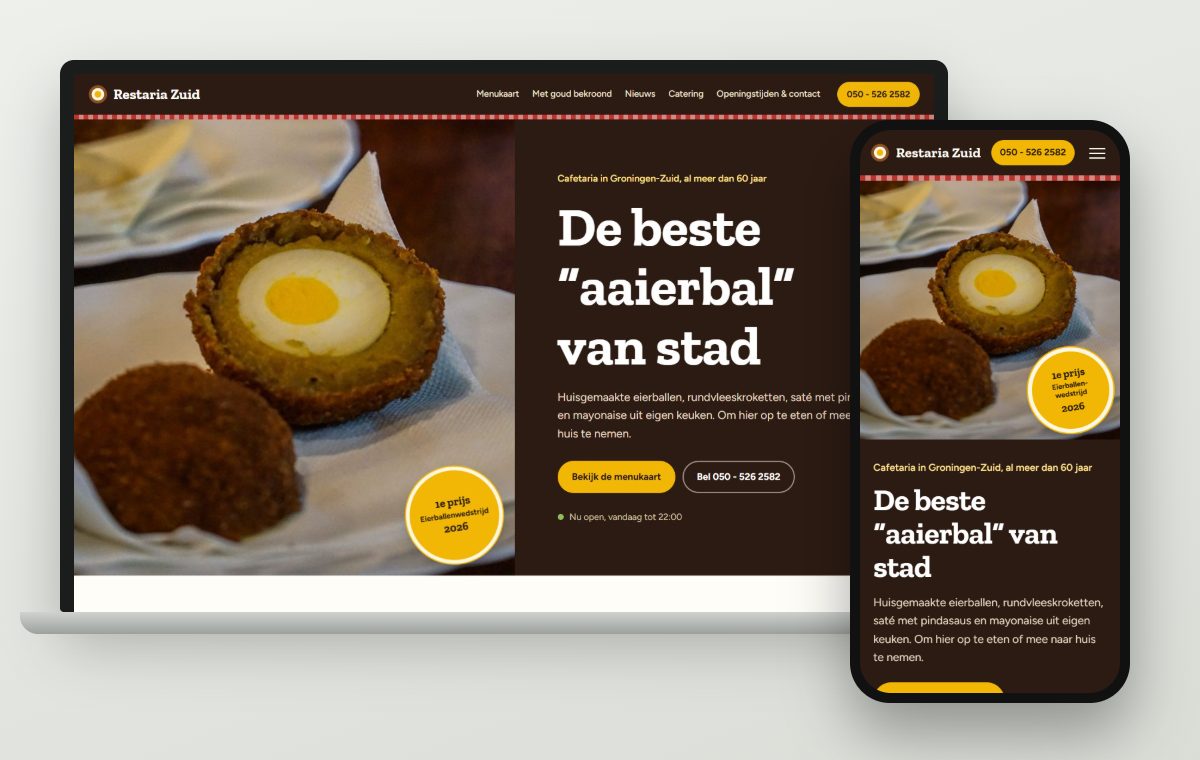 Restaria Zuid
Menukaart Met goud bekroond Nieuws Catering Openingstijden & contact 050 - 526 2582
Cafetaria in Groningen-Zuid, al meer dan 60 jaar
De beste
"aaierbal"
van stad
Huisgemaakte eierballen, rundvleeskroketten, saté met pin
en mayonaise uit eigen keuken. Om hier op te eten of mee
huis te nemen.
Bekijk de menukaart Bel 050 - 526 2582
Nu open, vandaag tot 22:00
1e prijs
Eierballenwedstrijd
2026
Restaria Zuid 050 - 526 2582
1e prijs
Eierballen-
wedstrijd
2026
Cafetaria in Groningen-Zuid, al meer dan 60 jaar
De beste
"aaierbal" van
stad
Huisgemaakte eierballen, rundvleeskroketten,
saté met pindasaus en mayonaise uit eigen
keuken. Om hier op te eten of mee naar huis
te nemen.